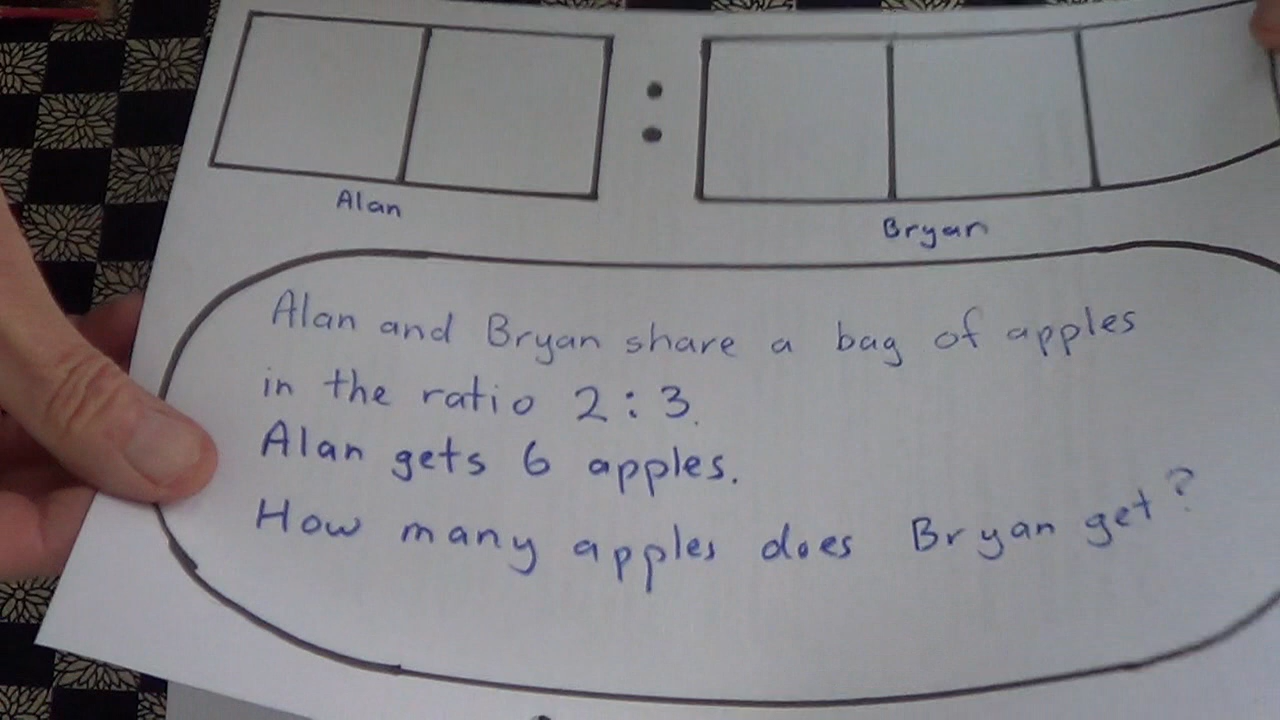 :
Alan
Bryan
Alan and Bryan share a bag of apples
in the ratio 2:3.
Alan gets 6 apples.
How many apples does Bryan get?